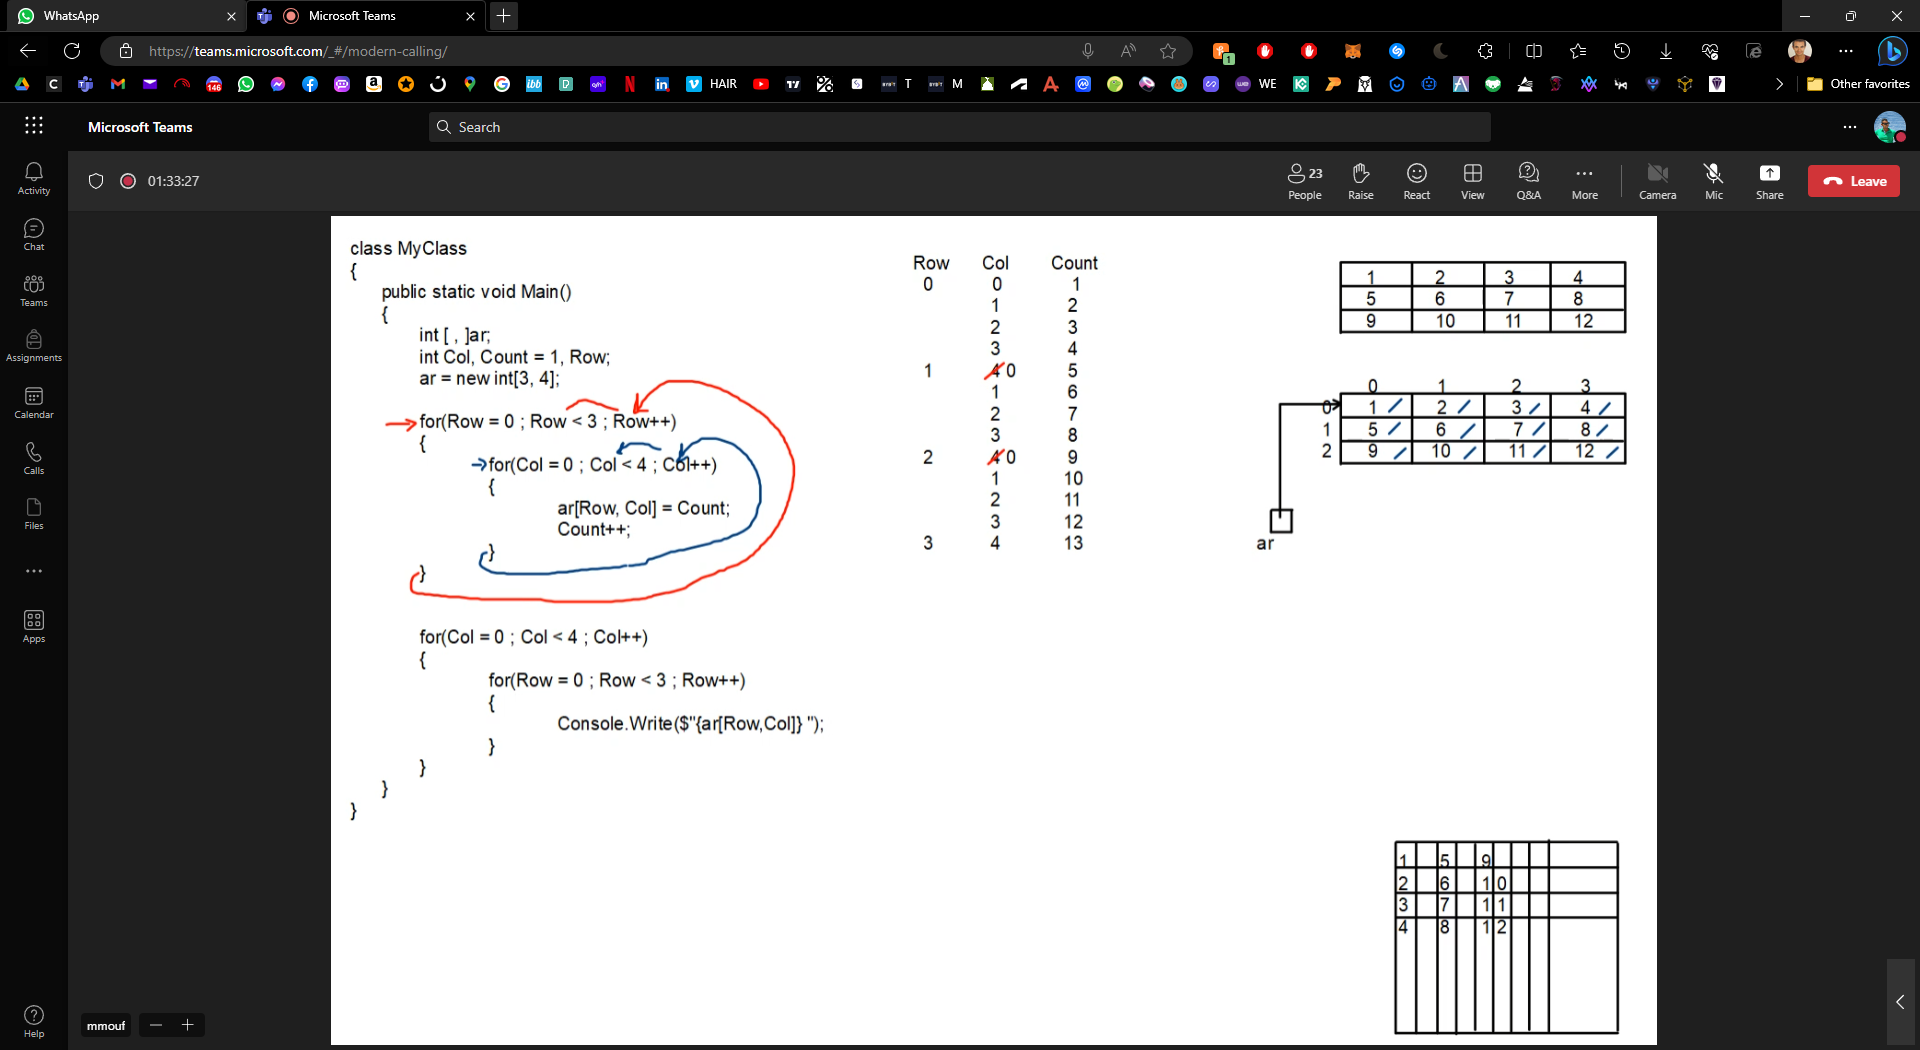 WhatsApp
Microsoft Teams
https://teams.microsoft.com/_#/modern-calling/
1
146
ibb
HAIR
T
M
WE
Other favorites
Microsoft Teams
Search
01:33:27
23
People
Raise
React
View
Q&A
More
Camera
Mic
Share
Leave
Activity
Chat
Teams
Assignments
Calendar
Calls
Files
Apps
Help
mmouf
class MyClass
{
public static void Main()
{
int [ , ]ar;
int Col, Count = 1, Row;
ar = new int[3, 4];
for(Row = 0 ; Row < 3 ; Row++)
{
for(Col = 0 ; Col < 4 ; Col++)
{
ar[Row, Col] = Count;
Count++;
}
}
for(Col = 0 ; Col < 4 ; Col++)
{
for(Row = 0 ; Row < 3 ; Row++)
{
Console.Write($"{ar[Row,Col]} ");
}
}
}
}
Row Col Count
0 0 1
1 2
2 3
3 4
1 4 0 5
1 6
2 7
3 8
2 4 0 9
1 10
2 11
3 12
3 4 13
1 2 3 4
5 6 7 8
9 10 11 12
0 1 2 3
0 1 2 3 4
1 5 6 7 8
2 9 10 11 12
ar
1 5 9
2 6 10
3 7 11
4 8 12